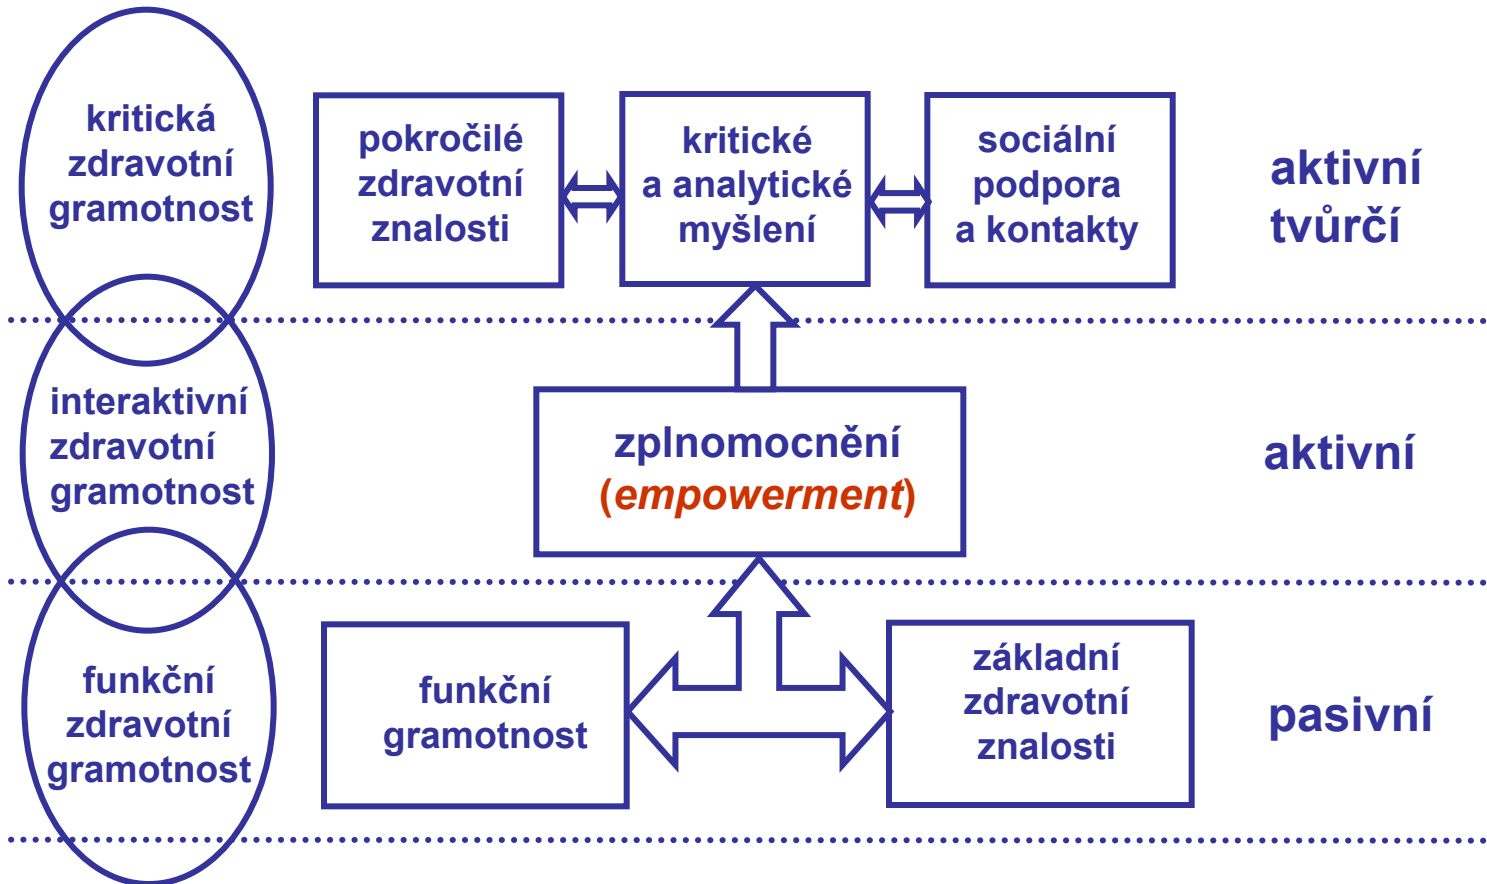 kritická
zdravotní
gramotnost
pokročilé
zdravotní
znalosti
kritické
a analytické
myšlení
sociální
podpora
a kontakty
aktivní
tvůrčí
interaktivní
zdravotní
gramotnost
zplnomocnění
(empowerment)
aktivní
funkční
zdravotní
gramotnost
funkční
gramotnost
základní
zdravotní
znalosti
pasivní